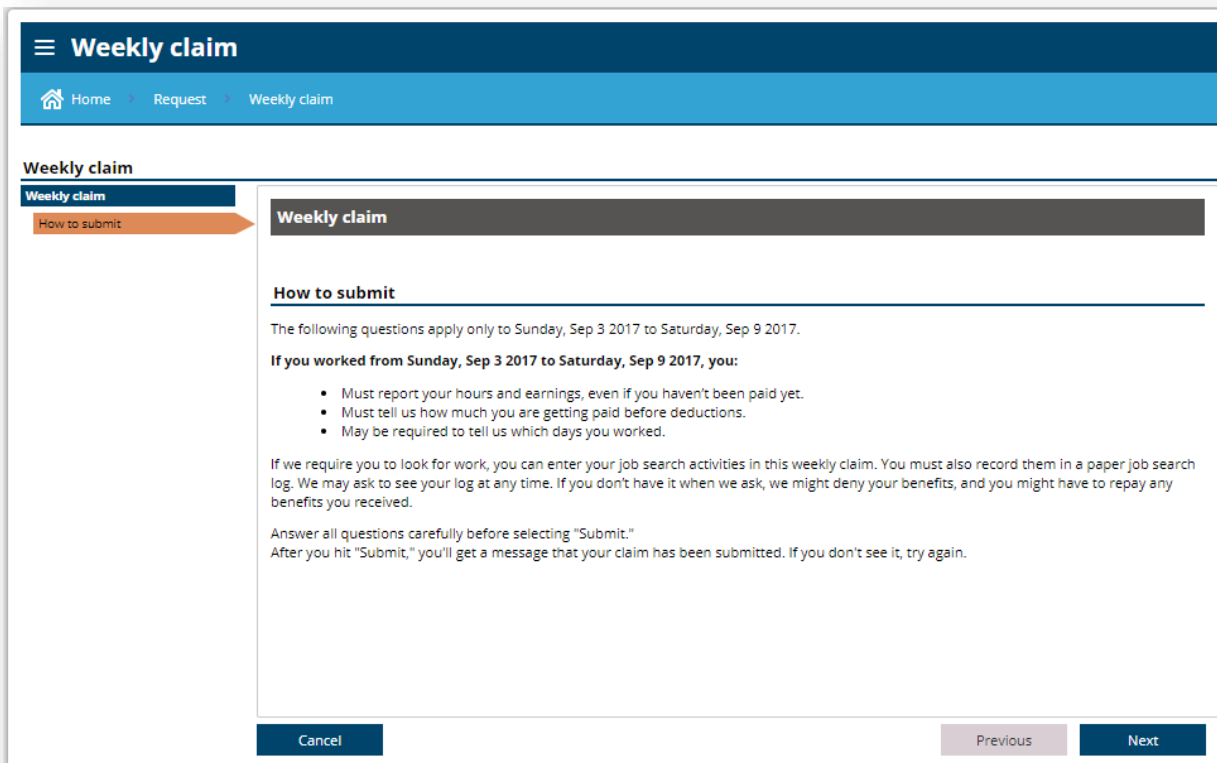 Weekly claim
Home Request Weekly claim
Weekly claim
Weekly claim
How to submit
Weekly claim
How to submit
The following questions apply only to Sunday, Sep 3 2017 to Saturday, Sep 9 2017.
If you worked from Sunday, Sep 3 2017 to Saturday, Sep 9 2017, you:
• Must report your hours and earnings, even if you haven't been paid yet.
• Must tell us how much you are getting paid before deductions.
• May be required to tell us which days you worked.
If we require you to look for work, you can enter your job search activities in this weekly claim. You must also record them in a paper job search
log. We may ask to see your log at any time. If you don't have it when we ask, we might deny your benefits, and you might have to repay any
benefits you received.
Answer all questions carefully before selecting "Submit."
After you hit "Submit," you'll get a message that your claim has been submitted. If you don't see it, try again.
Cancel Previous Next